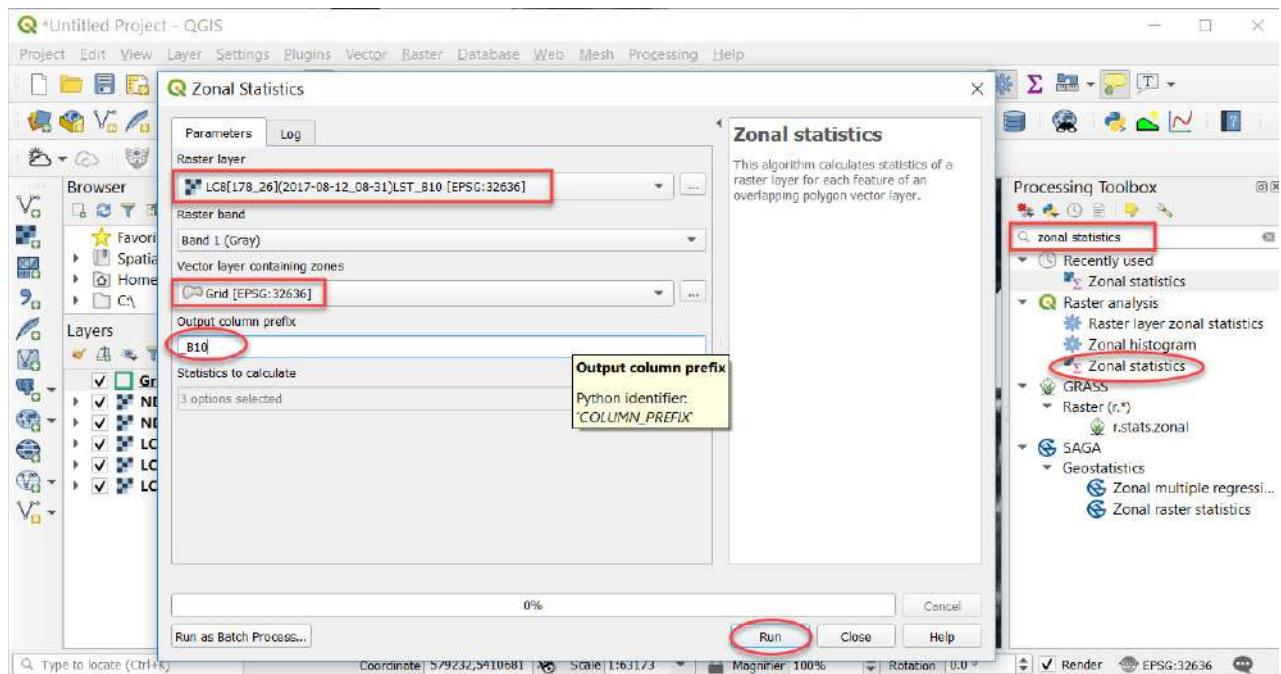 *Untitled Project - QGIS
Project Edit View Layer Settings Plugins Vector Raster Database Web Mesh Processing Help
Zonal Statistics
Parameters Log
Raster layer
LC8[178_26](2017-08-12_08-31)LST_B10 [EPSG:32636]
...
Raster band
Band 1 (Gray)
Vector layer containing zones
Grid [EPSG:32636]
...
Output column prefix
_B10
Statistics to calculate
3 options selected
Output column prefix
Python identifier:
'COLUMN_PREFIX'
Zonal statistics
This algorithm calculates statistics of a
raster layer for each feature of an
overlapping polygon vector layer.
0%
Cancel
Run as Batch Process...
Run Close Help
Browser
Favori
Spatia
Home
C:\
Layers
Gr
ND
ND
LC
LC
LC
Processing Toolbox
zonal statistics
Recently used
Zonal statistics
Raster analysis
Raster layer zonal statistics
Zonal histogram
Zonal statistics
GRASS
Raster (r.*)
r.stats.zonal
SAGA
Geostatistics
Zonal multiple regressi...
Zonal raster statistics
Type to locate (Ctrl+K)
Coordinate 579232,5410681 Scale 1:63173 Magnifier 100% Rotation 0.0 ° Render EPSG:32636